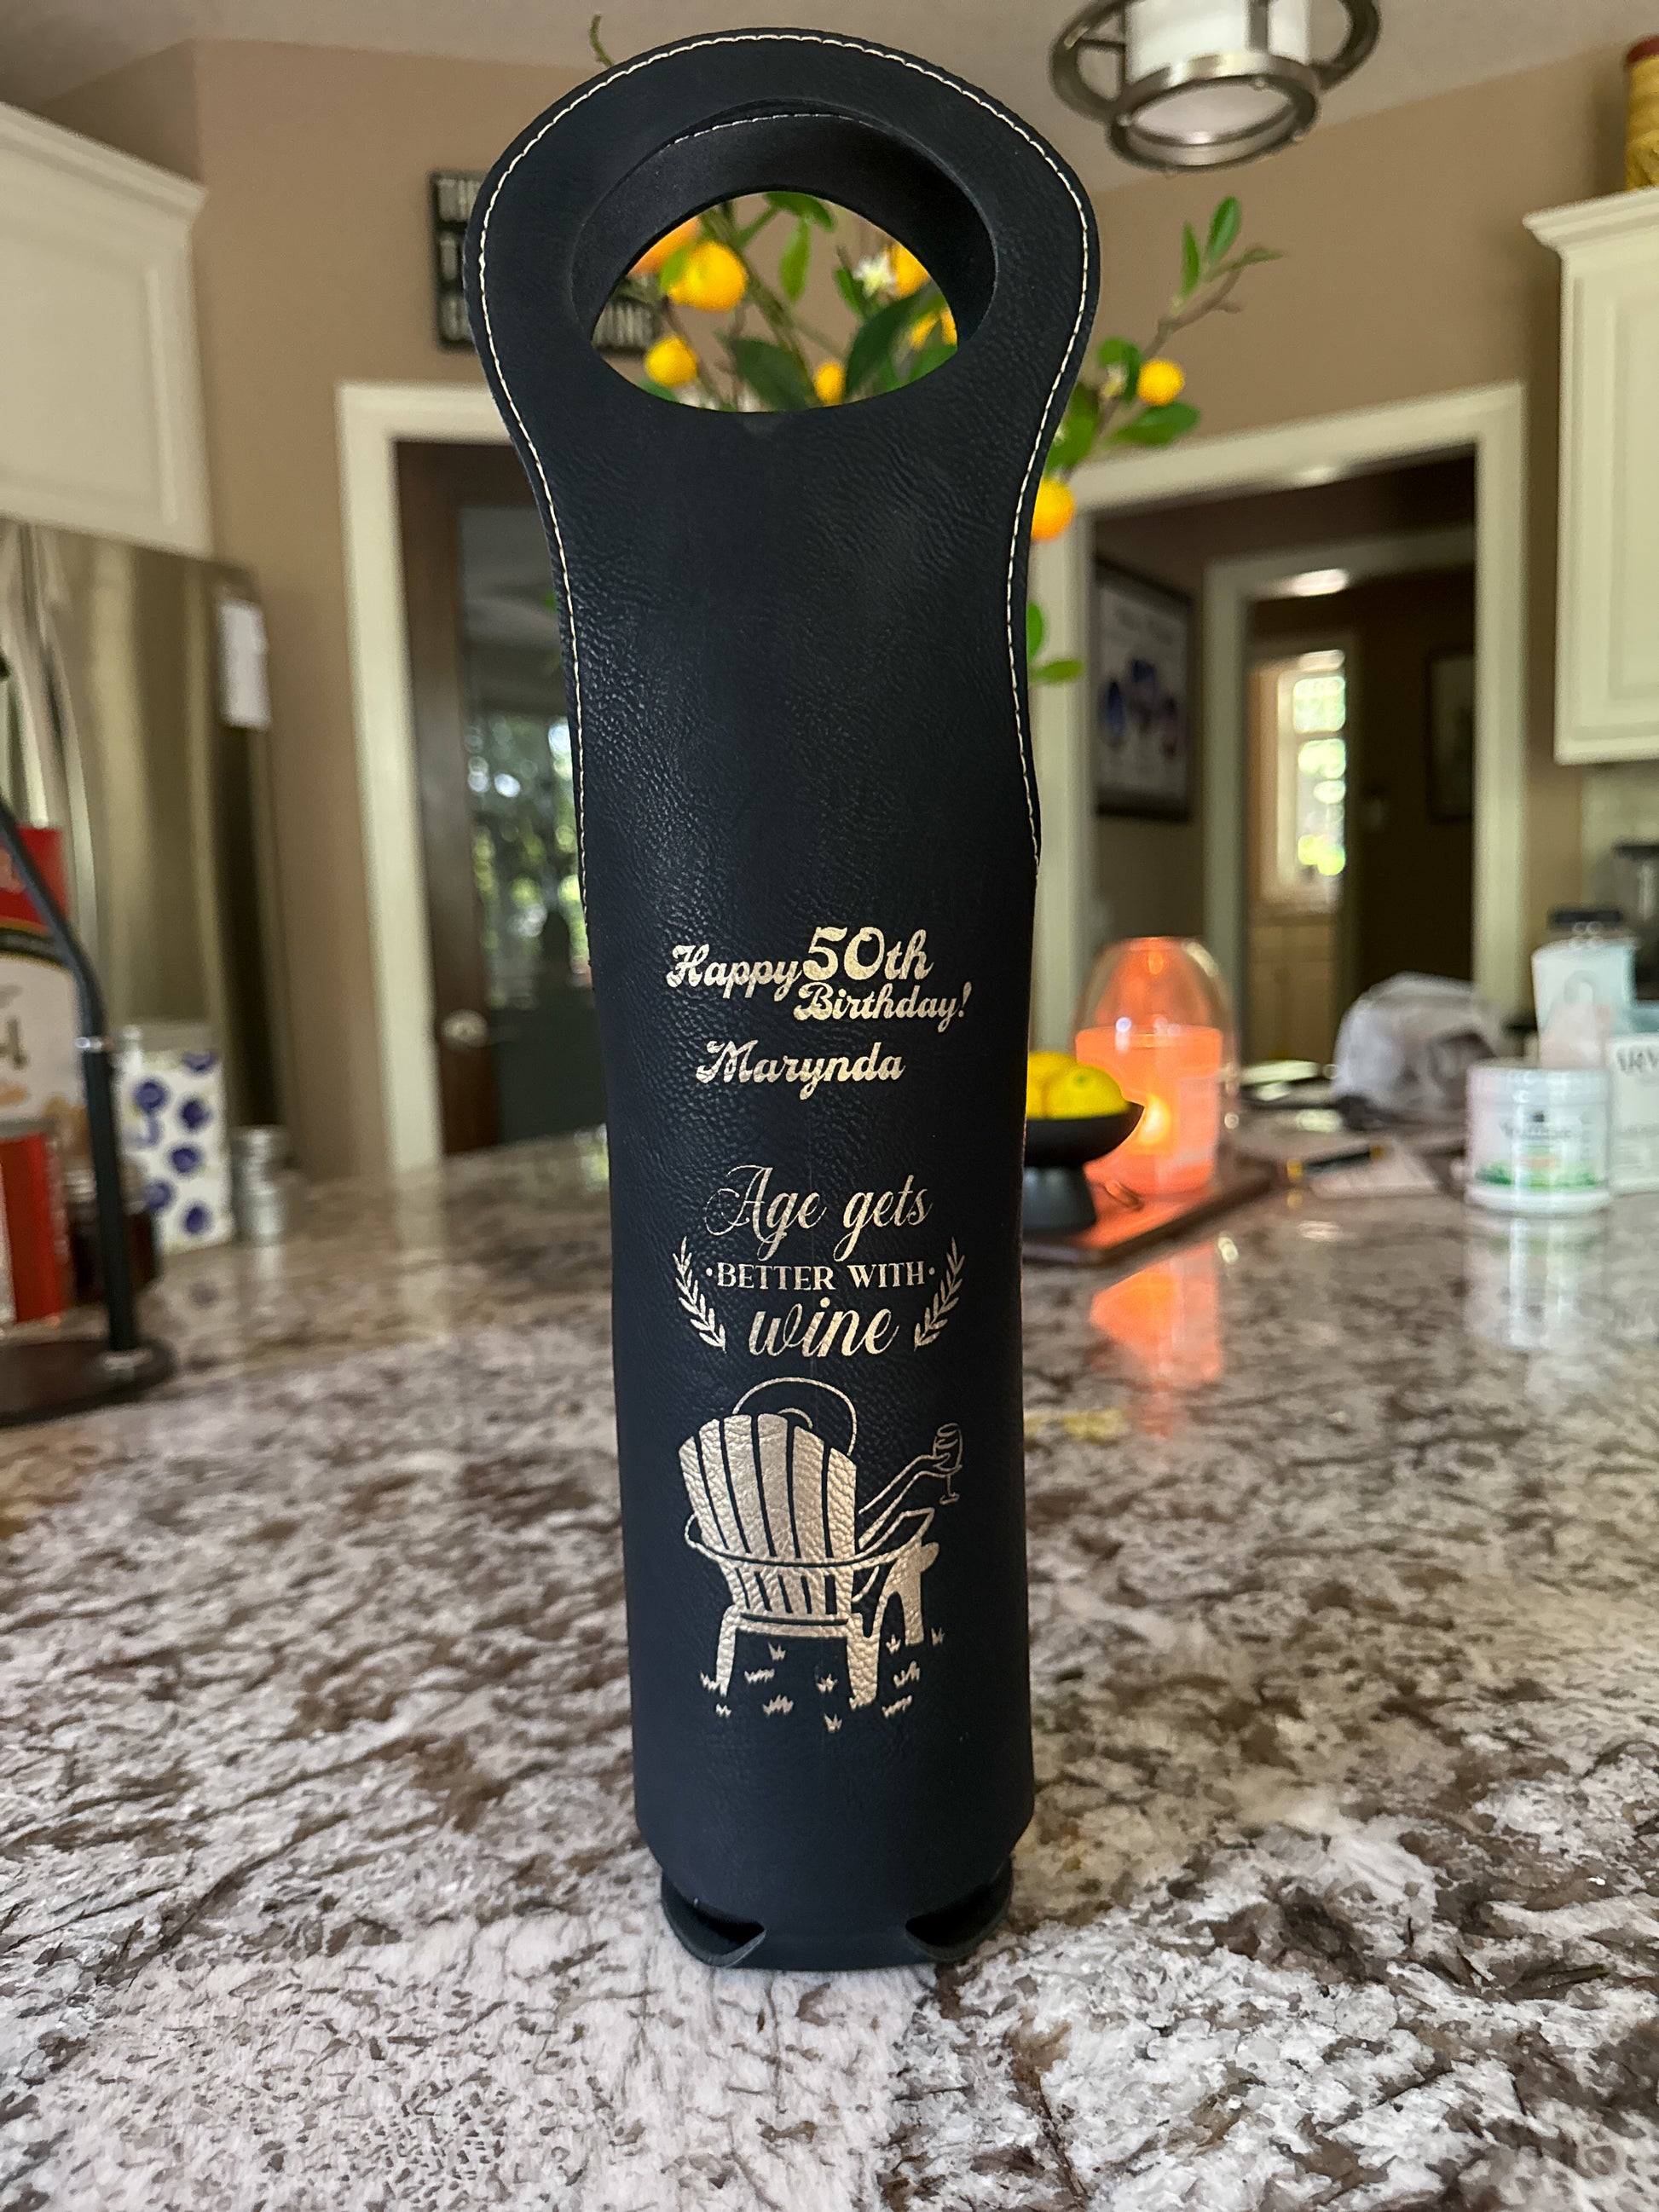 Happy 50th
Birthday!
Marynda
Age gets
•BETTER WITH•
wine